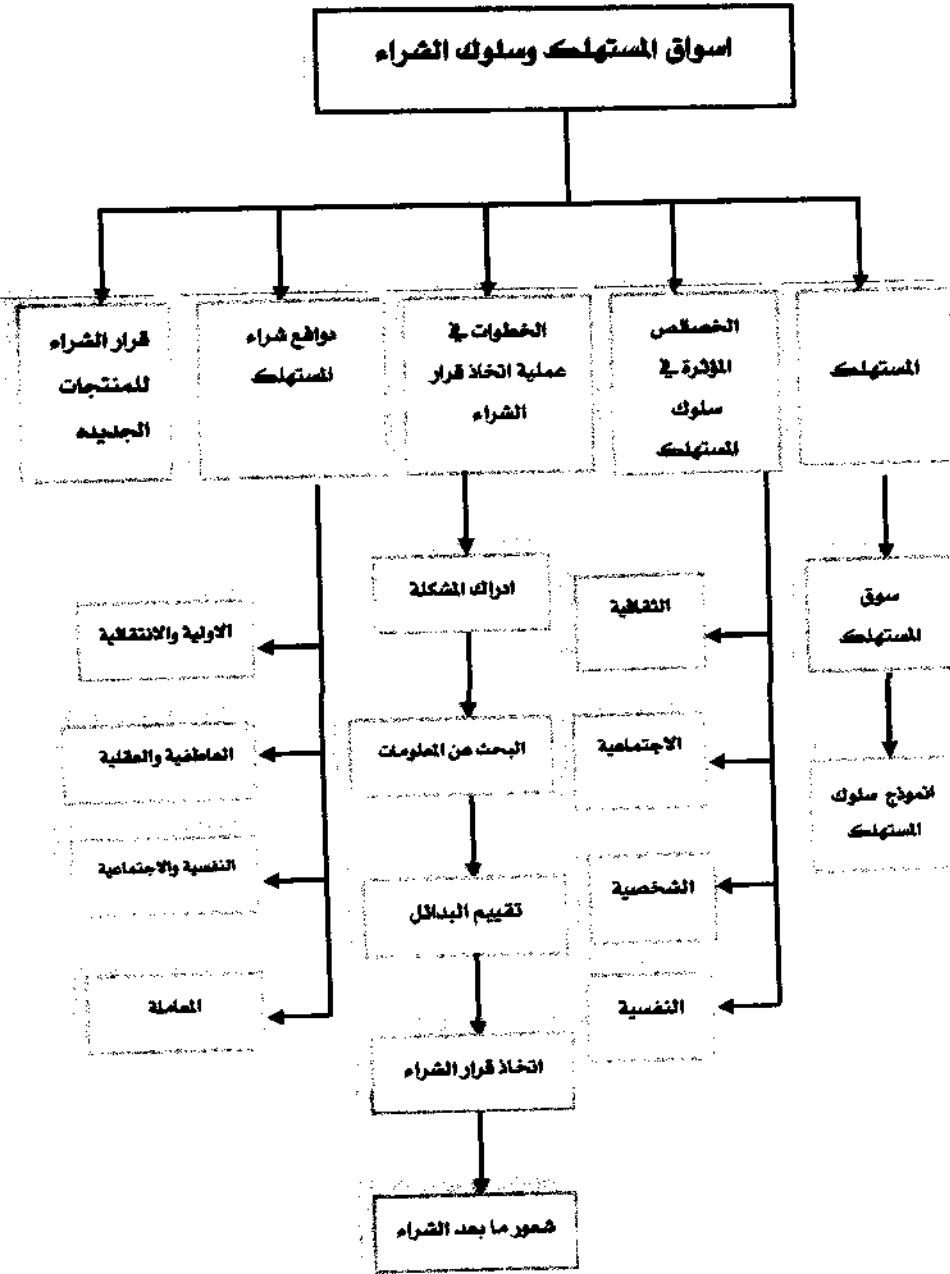 اسواق المستهلك وسلوك الشراء
المستهلك
الخصائص
المؤثرة في
سلوك
المستهلك
الخطوات في
عملية اتخاذ قرار
الشراء
دوافع شراء
المستهلك
قرار الشراء
للمنتجات
الجديده
سوق
المستهلك
انموذج سلوك
المستهلك
الثقافية
الاجتماعية
الشخصية
النفسية
ادراك المشكلة
البحث عن المعلومات
تقييم البدائل
اتخاذ قرار الشراء
شعور ما بعد الشراء
الاولية والانتقائية
العاطفية والعقلية
النفسية والاجتماعية
المعاملة